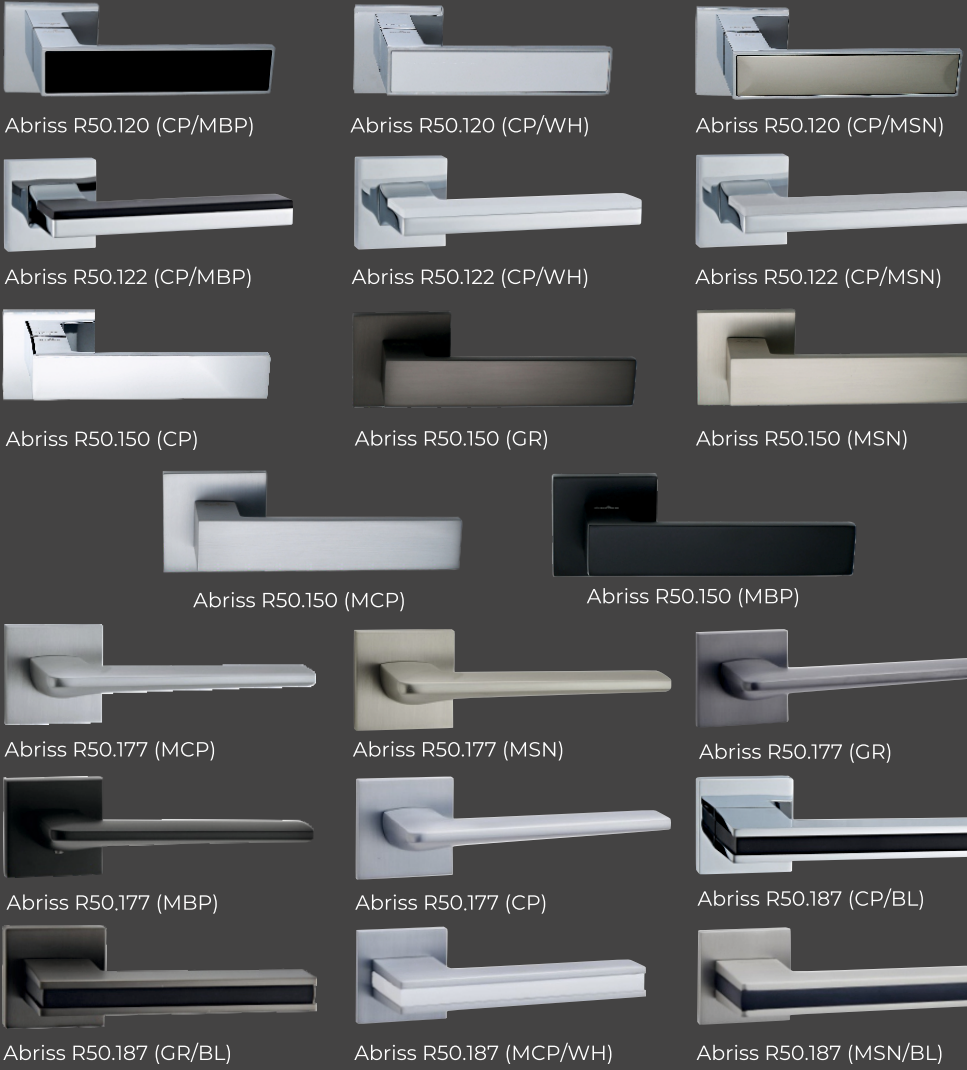 Abriss R50.120 (CP/MBP)
Abriss R50.120 (CP/WH)
Abriss R50.120 (CP/MSN)
Abriss R50.122 (CP/MBP)
Abriss R50.122 (CP/WH)
Abriss R50.122 (CP/MSN)
Abriss R50.150 (CP)
Abriss R50.150 (GR)
Abriss R50.150 (MSN)
Abriss R50.150 (MCP)
Abriss R50.150 (MBP)
Abriss R50.177 (MCP)
Abriss R50.177 (MSN)
Abriss R50.177 (GR)
Abriss R50.177 (MBP)
Abriss R50.177 (CP)
Abriss R50.187 (CP/BL)
Abriss R50.187 (GR/BL)
Abriss R50.187 (MCP/WH)
Abriss R50.187 (MSN/BL)